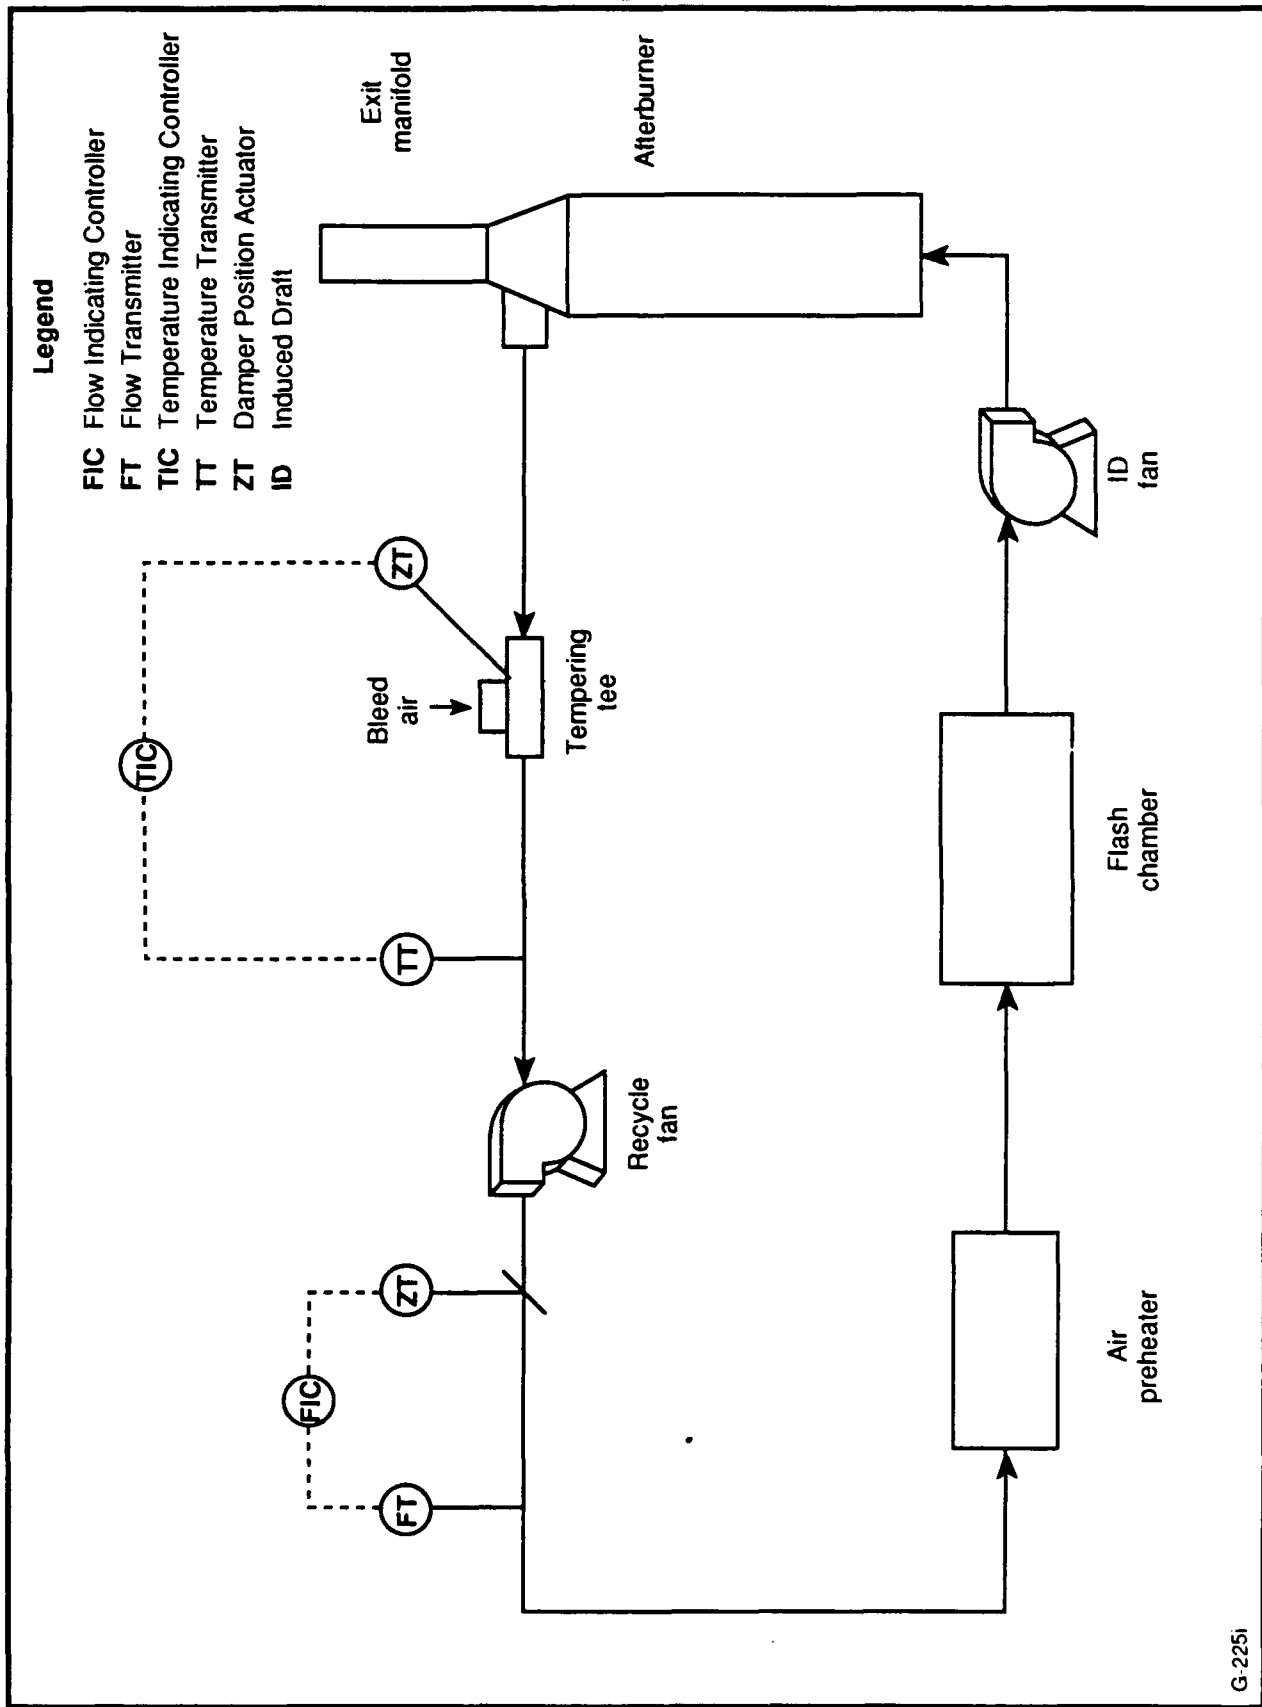 Legend
FIC Flow Indicating Controller
FT Flow Transmitter
TIC Temperature Indicating Controller
TT Temperature Transmitter
ZT Damper Position Actuator
ID Induced Draft
Exit
manifold
Afterburner
TIC
ZT
TT
Bleed
air
Tempering
tee
FIC
ZT
FT
Recycle
fan
Air
preheater
Flash
chamber
ID
fan
G-225i